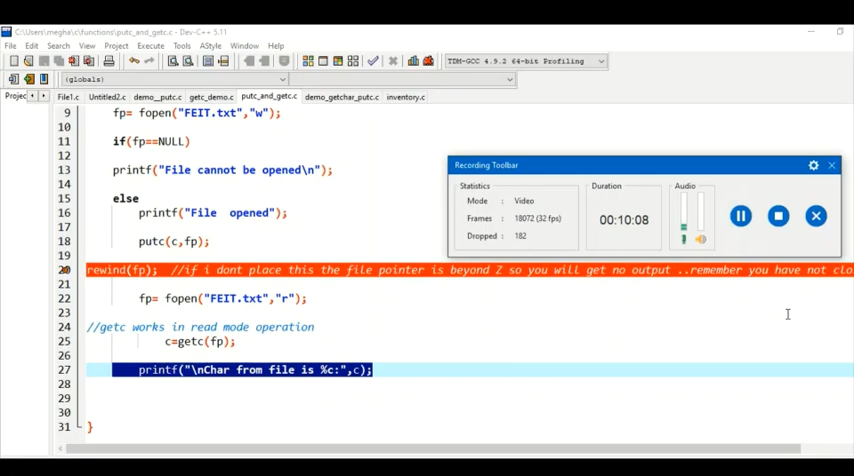 C:\Users\megha\c\functions\putc_and_getc.c - Dev-C++ 5.11
File Edit Search View Project Execute Tools AStyle Window Help
TDM-GCC 4.9.2 64-bit Profiling
(globals)
Projec File1.c Untitled2.c demo__putc.c getc_demo.c putc_and_getc.c demo_getchar_putc.c inventory.c
9 fp= fopen("FEIT.txt","w");
10
11 if(fp==NULL)
12
13 printf("File cannot be opened\n");
14
15 else
16 printf("File  opened");
17
18 putc(c,fp);
19
20 rewind(fp);  //if i dont place this the file pointer is beyond Z so you will get no output ..remember you have not clo
21
22 fp= fopen("FEIT.txt","r");
23
24 //getc works in read mode operation
25 c=getc(fp);
26
27 printf("\nChar from file is %c:",c);
28
29
30
31 }
Recording Toolbar
Statistics
Mode : Video
Frames : 18072 (32 fps)
Dropped : 182
Duration
00:10:08
Audio